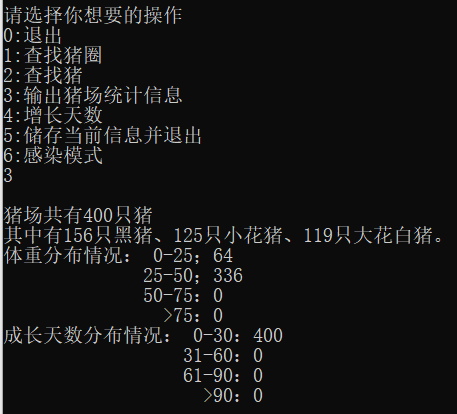 请选择你想要的操作
0:退出
1:查找猪圈
2:查找猪
3:输出猪场统计信息
4:增长天数
5:储存当前信息并退出
6:感染模式
3
猪场共有400只猪
其中有156只黑猪、125只小花猪、119只大花白猪。
体重分布情况： 0-25；64
25-50；336
50-75：0
>75：0
成长天数分布情况： 0-30：400
31-60：0
61-90：0
>90：0